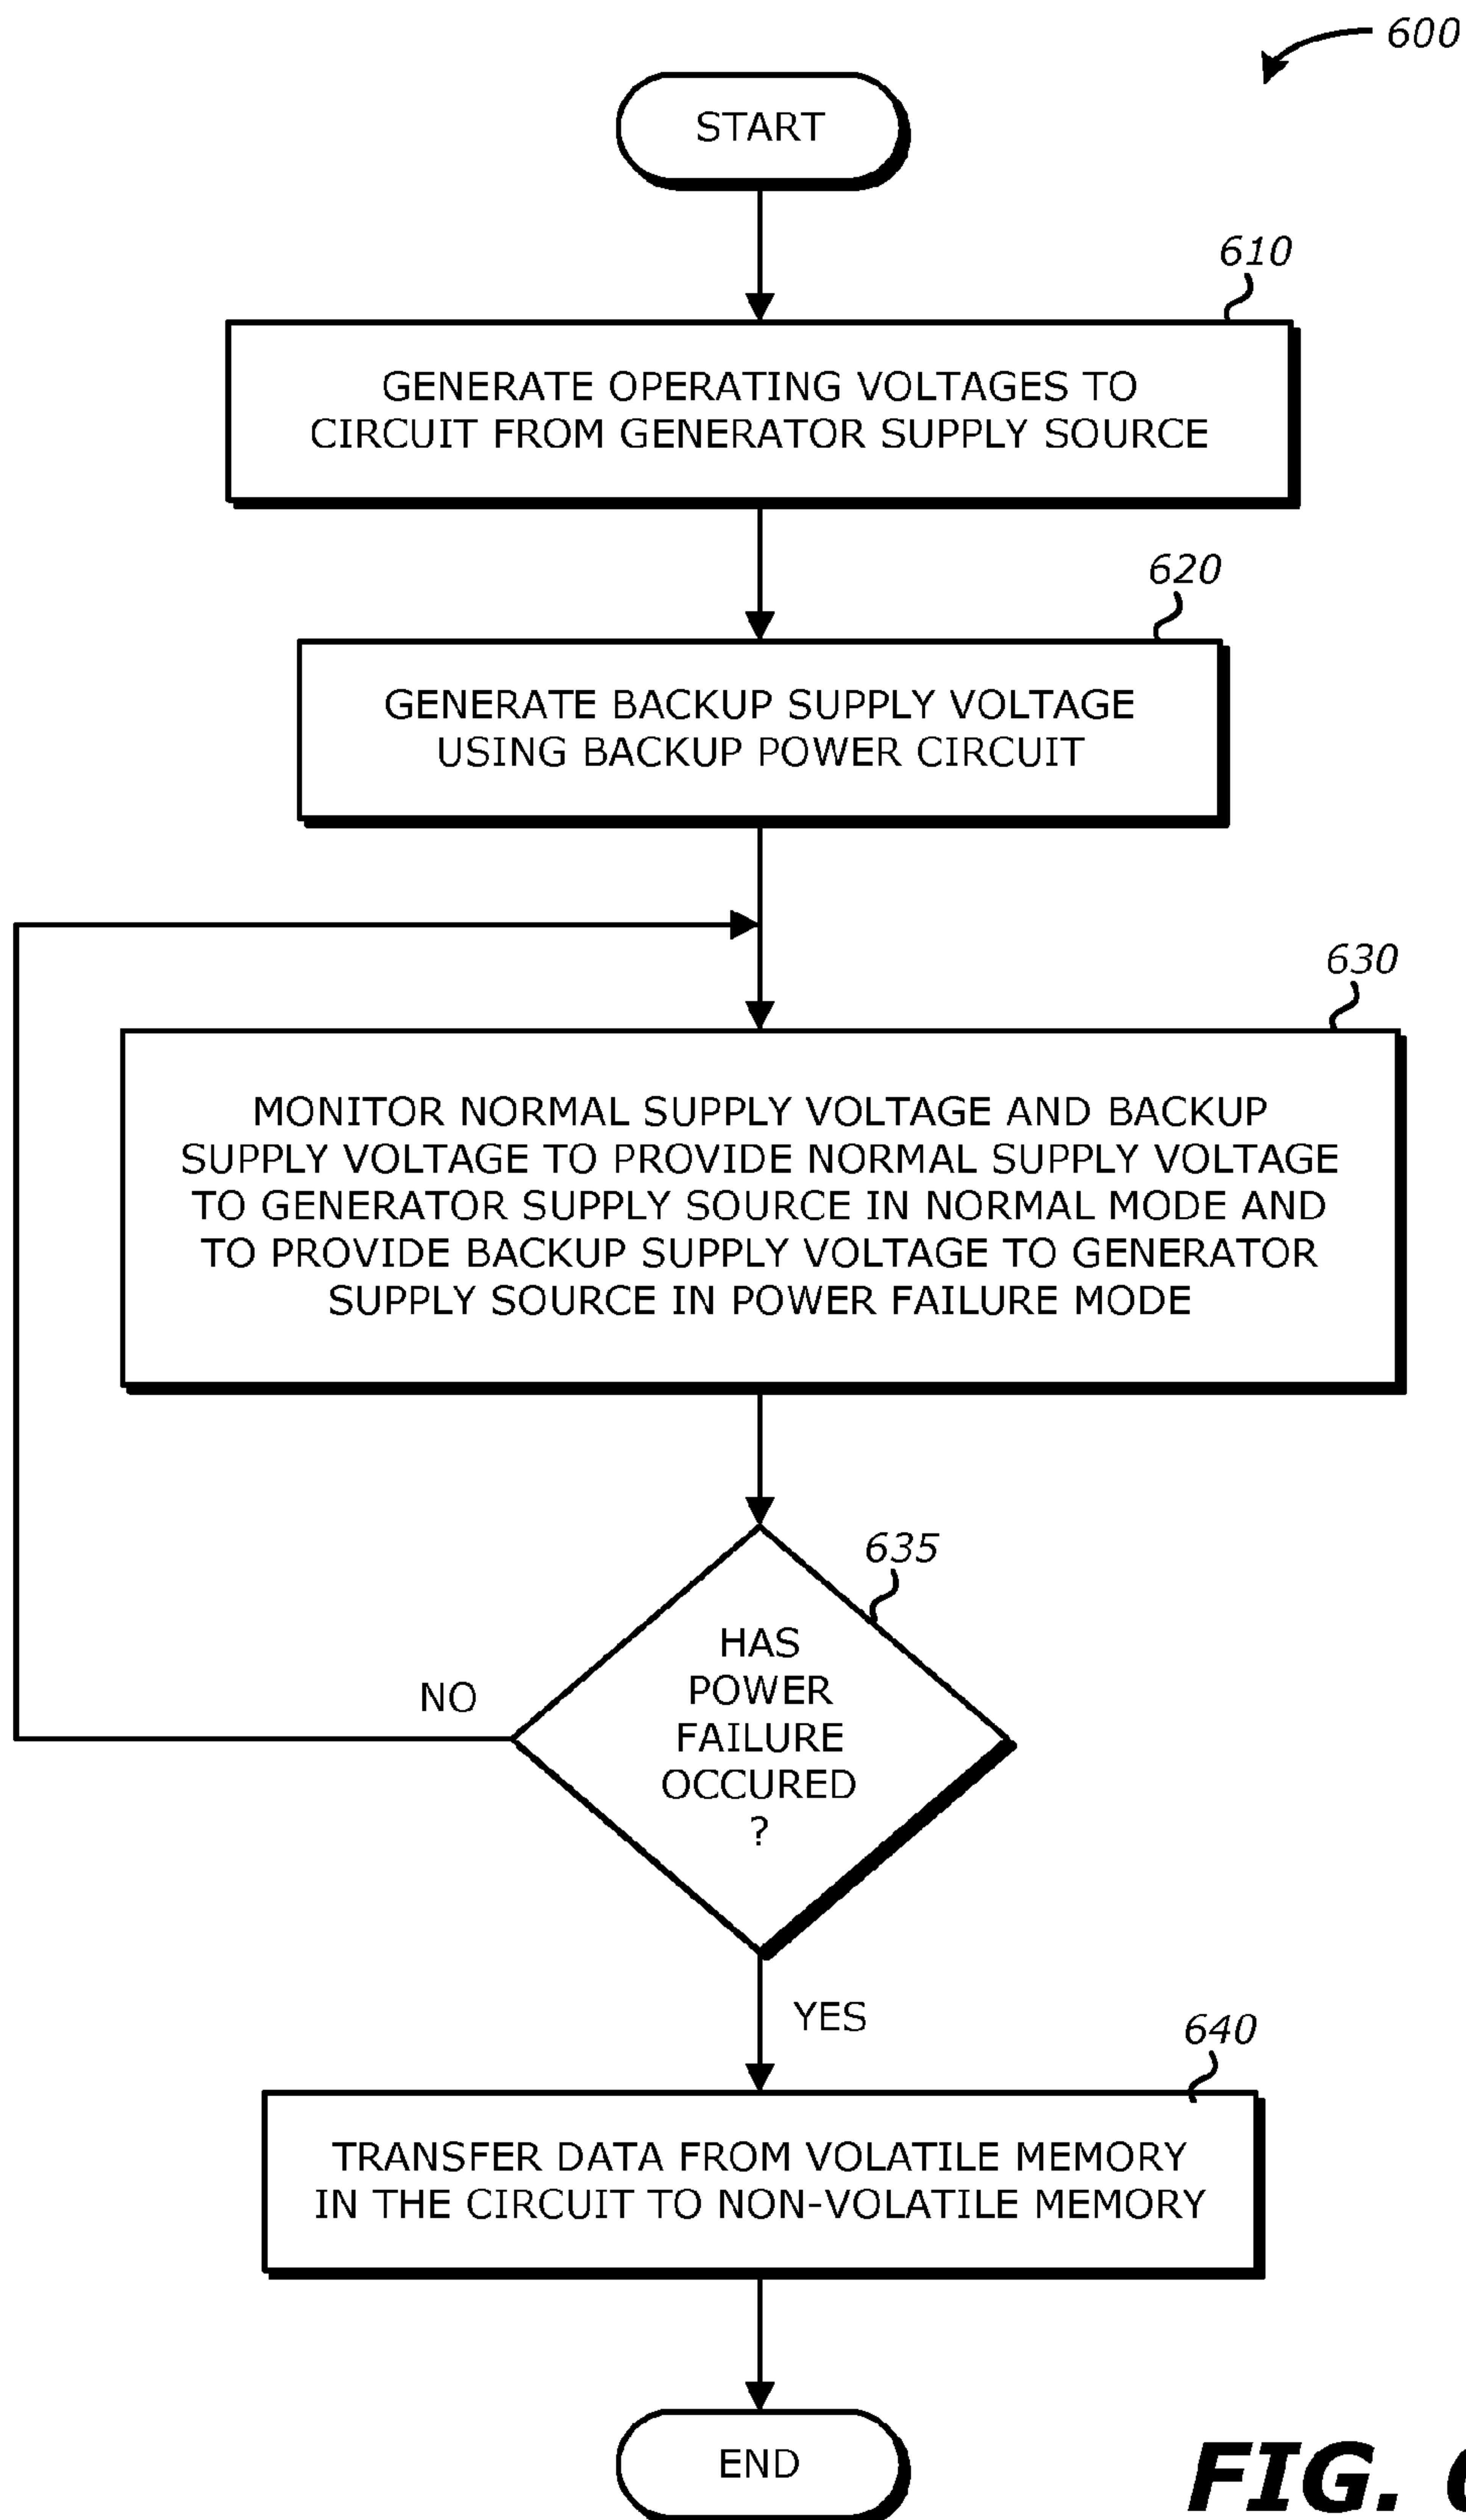 600
START
610
GENERATE OPERATING VOLTAGES TO
CIRCUIT FROM GENERATOR SUPPLY SOURCE
620
GENERATE BACKUP SUPPLY VOLTAGE
USING BACKUP POWER CIRCUIT
630
MONITOR NORMAL SUPPLY VOLTAGE AND BACKUP
SUPPLY VOLTAGE TO PROVIDE NORMAL SUPPLY VOLTAGE
TO GENERATOR SUPPLY SOURCE IN NORMAL MODE AND
TO PROVIDE BACKUP SUPPLY VOLTAGE TO GENERATOR
SUPPLY SOURCE IN POWER FAILURE MODE
635
HAS
POWER
FAILURE
OCCURED
?
NO
YES
640
TRANSFER DATA FROM VOLATILE MEMORY
IN THE CIRCUIT TO NON-VOLATILE MEMORY
END
FIG.